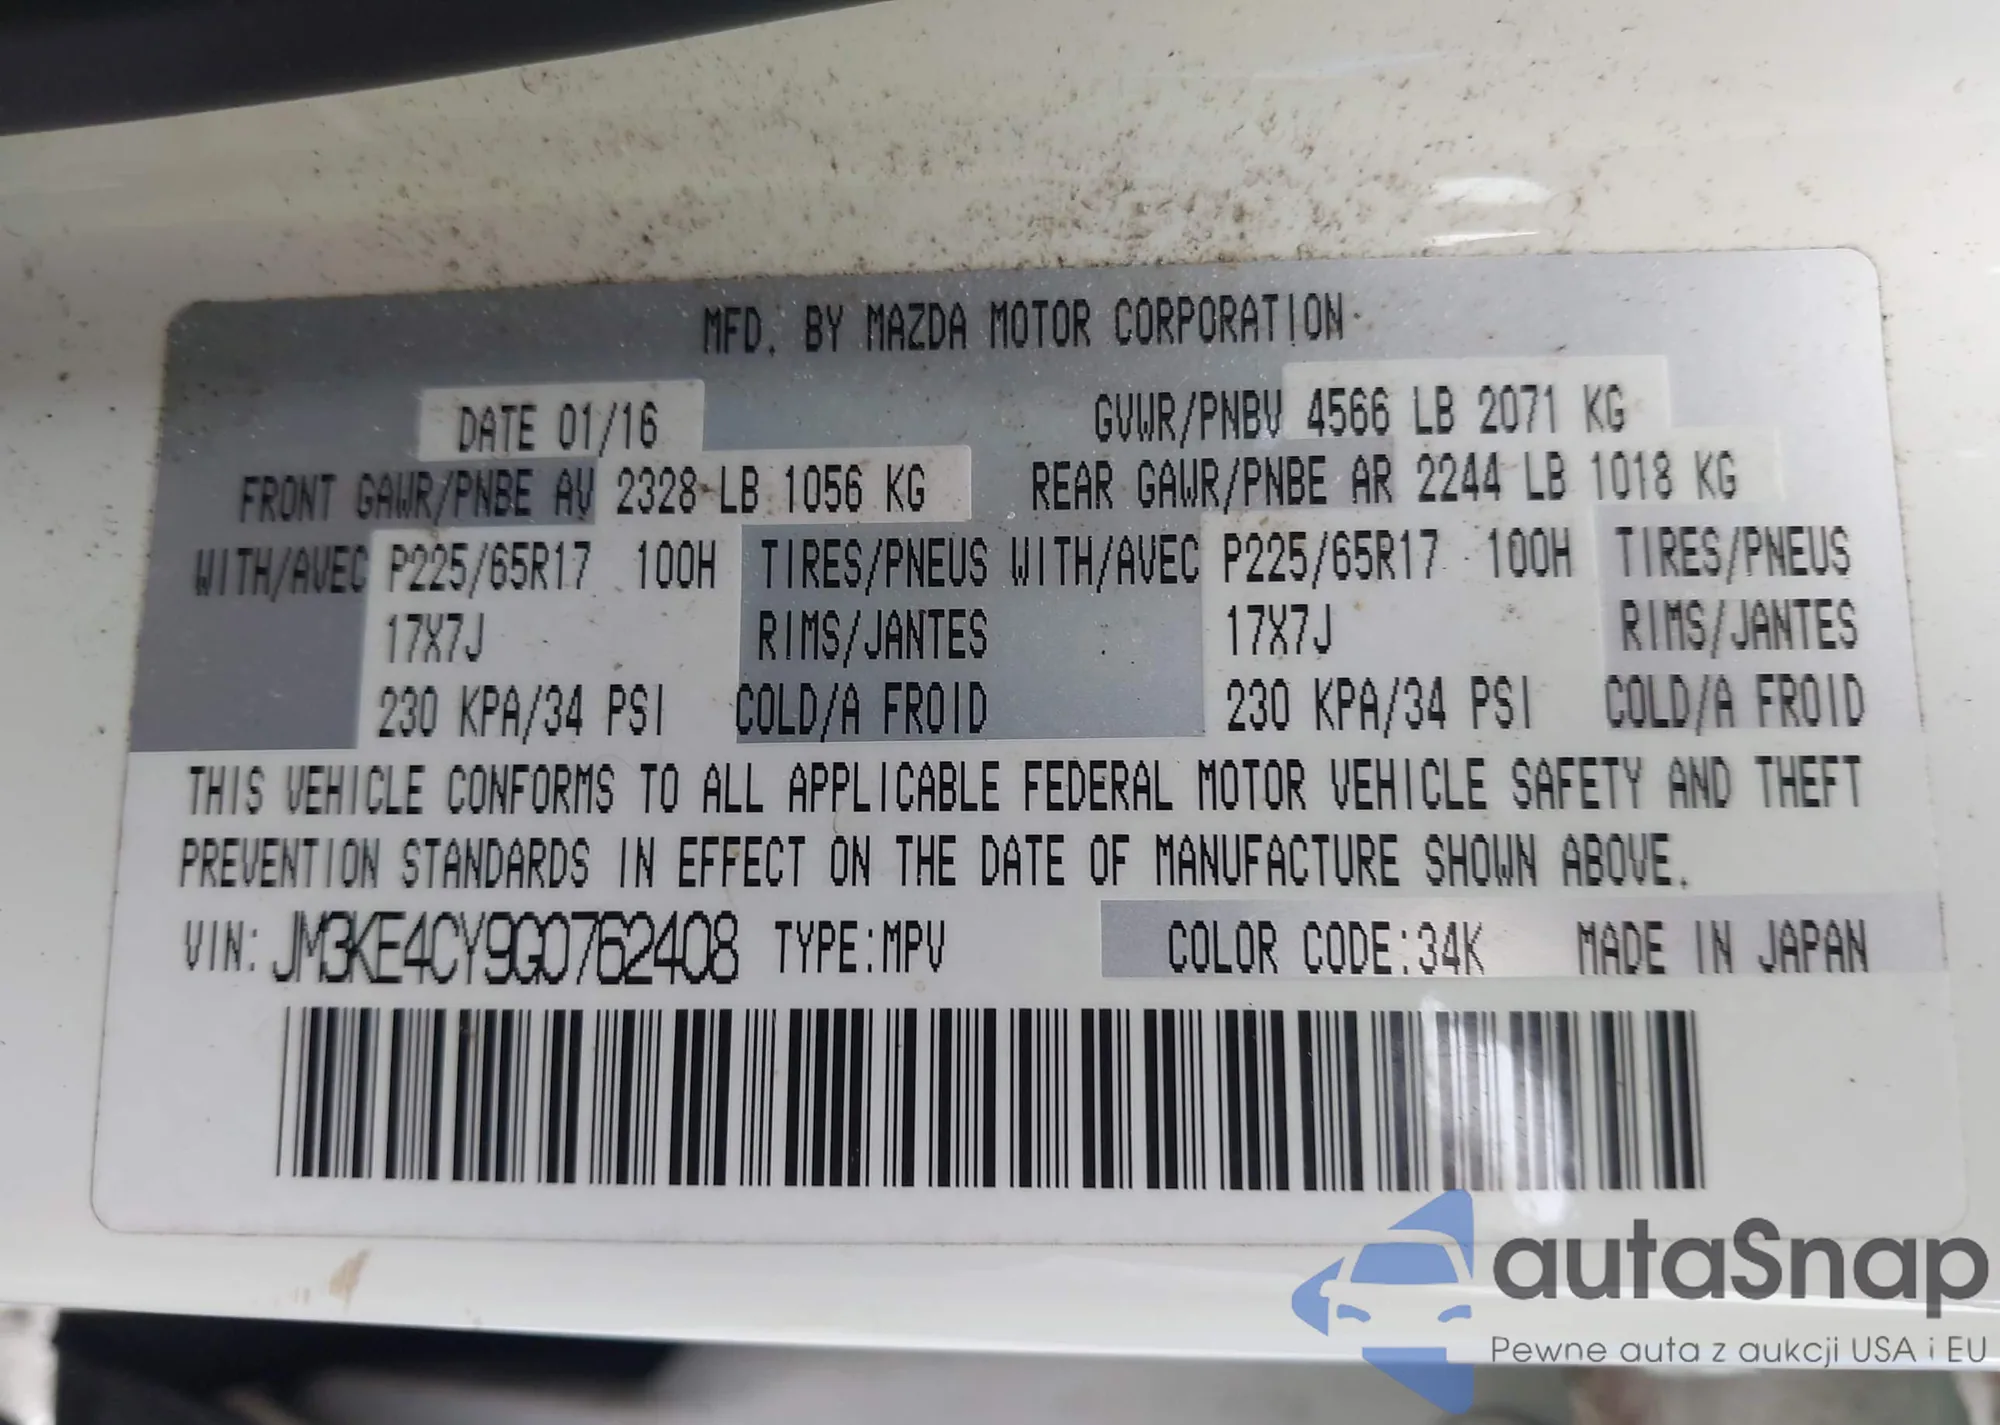 MFD. BY MAZDA MOTOR CORPORATION
DATE 01/16 GVWR/PNBV 4566 LB 2071 KG
FRONT GAWR/PNBE AV 2328 LB 1056 KG REAR GAWR/PNBE AR 2244 LB 1018 KG
WITH/AVEC P225/65R17 100H TIRES/PNEUS WITH/AVEC P225/65R17 100H TIRES/PNEUS
17X7J RIMS/JANTES 17X7J RIMS/JANTES
230 KPA/34 PSI COLD/A FROID 230 KPA/34 PSI COLD/A FROID
THIS VEHICLE CONFORMS TO ALL APPLICABLE FEDERAL MOTOR VEHICLE SAFETY AND THEFT
PREVENTION STANDARDS IN EFFECT ON THE DATE OF MANUFACTURE SHOWN ABOVE.
VIN: JM3KE4CY9G0762408 TYPE:MPV COLOR CODE:34K MADE IN JAPAN
autaSnap
Pewne auta z aukcji USA i EU